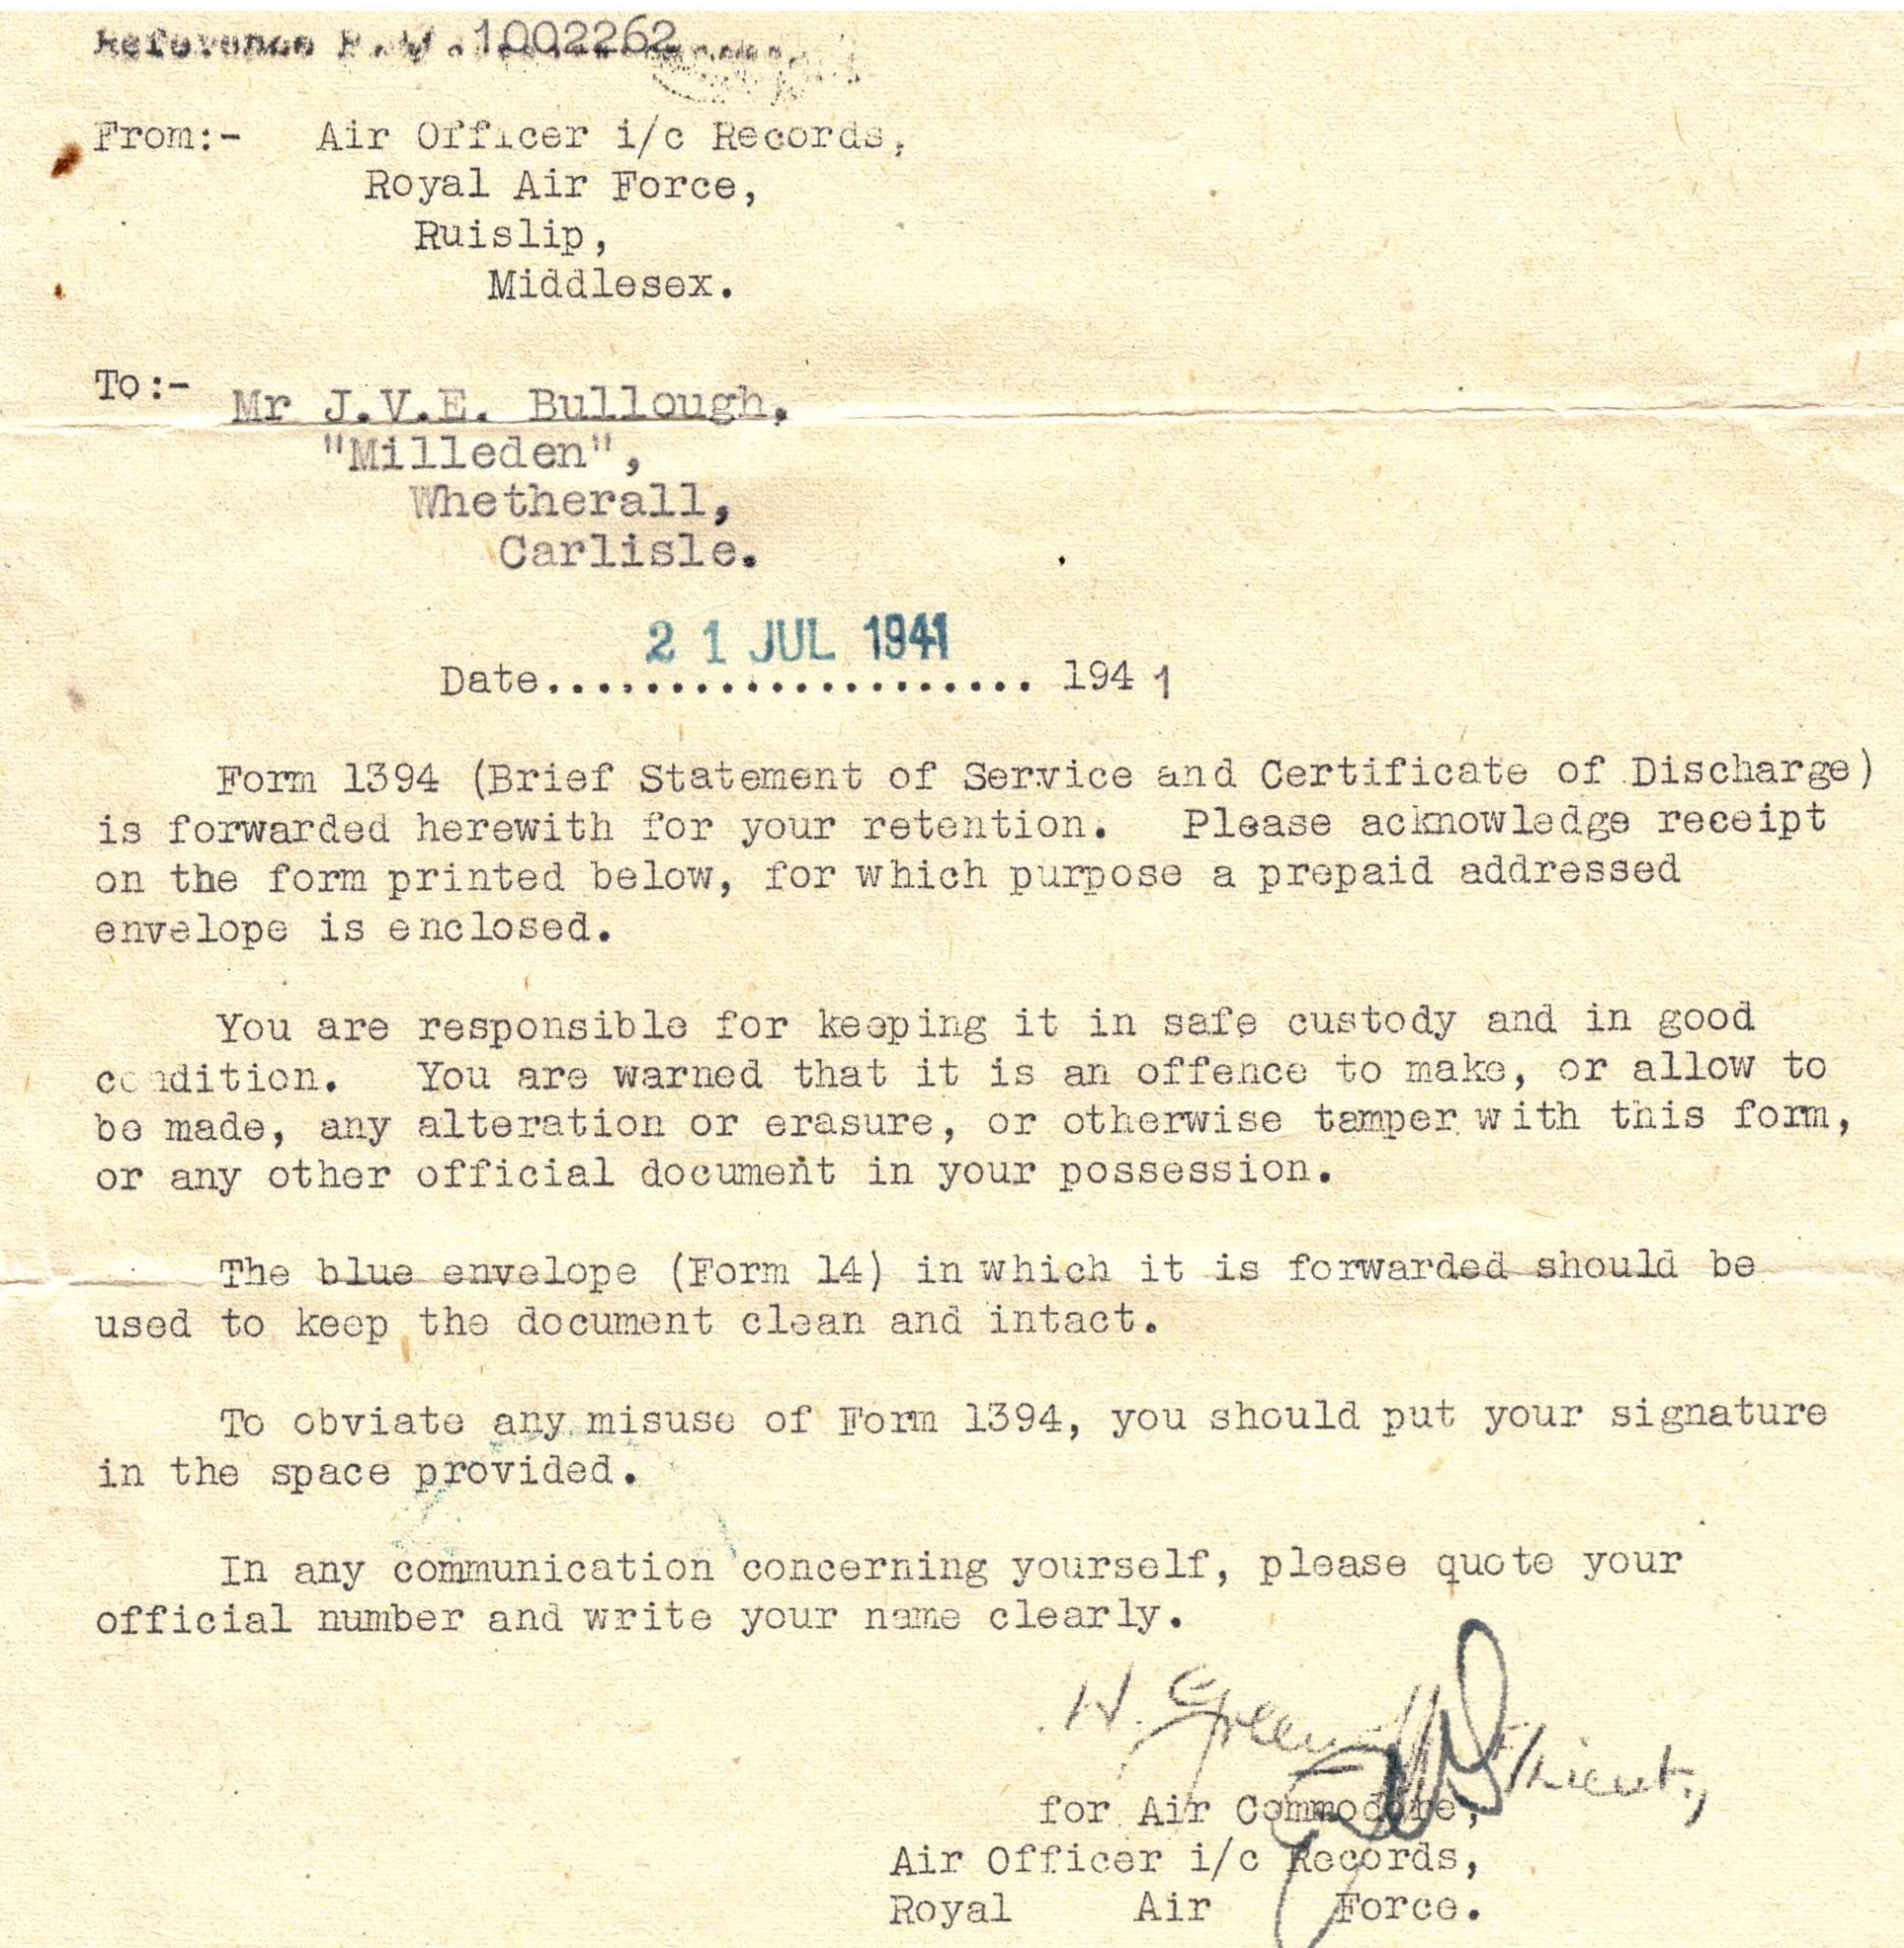 Reference P.W. 1002262
From:- Air Officer i/c Records,
Royal Air Force,
Ruislip,
Middlesex.
To:- Mr J.V.E. Bullough,
"Milleden",
Whetherall,
Carlisle.
21 JUL 1941
Date.................... 1941
Form 1394 (Brief Statement of Service and Certificate of Discharge)
is forwarded herewith for your retention. Please acknowledge receipt
on the form printed below, for which purpose a prepaid addressed
envelope is enclosed.
You are responsible for keeping it in safe custody and in good
condition. You are warned that it is an offence to make, or allow to
be made, any alteration or erasure, or otherwise tamper with this form,
or any other official document in your possession.
The blue envelope (Form 14) in which it is forwarded should be
used to keep the document clean and intact.
To obviate any misuse of Form 1394, you should put your signature
in the space provided.
In any communication concerning yourself, please quote your
official number and write your name clearly.
for Air Commodore,
Air Officer i/c Records,
Royal Air Force.